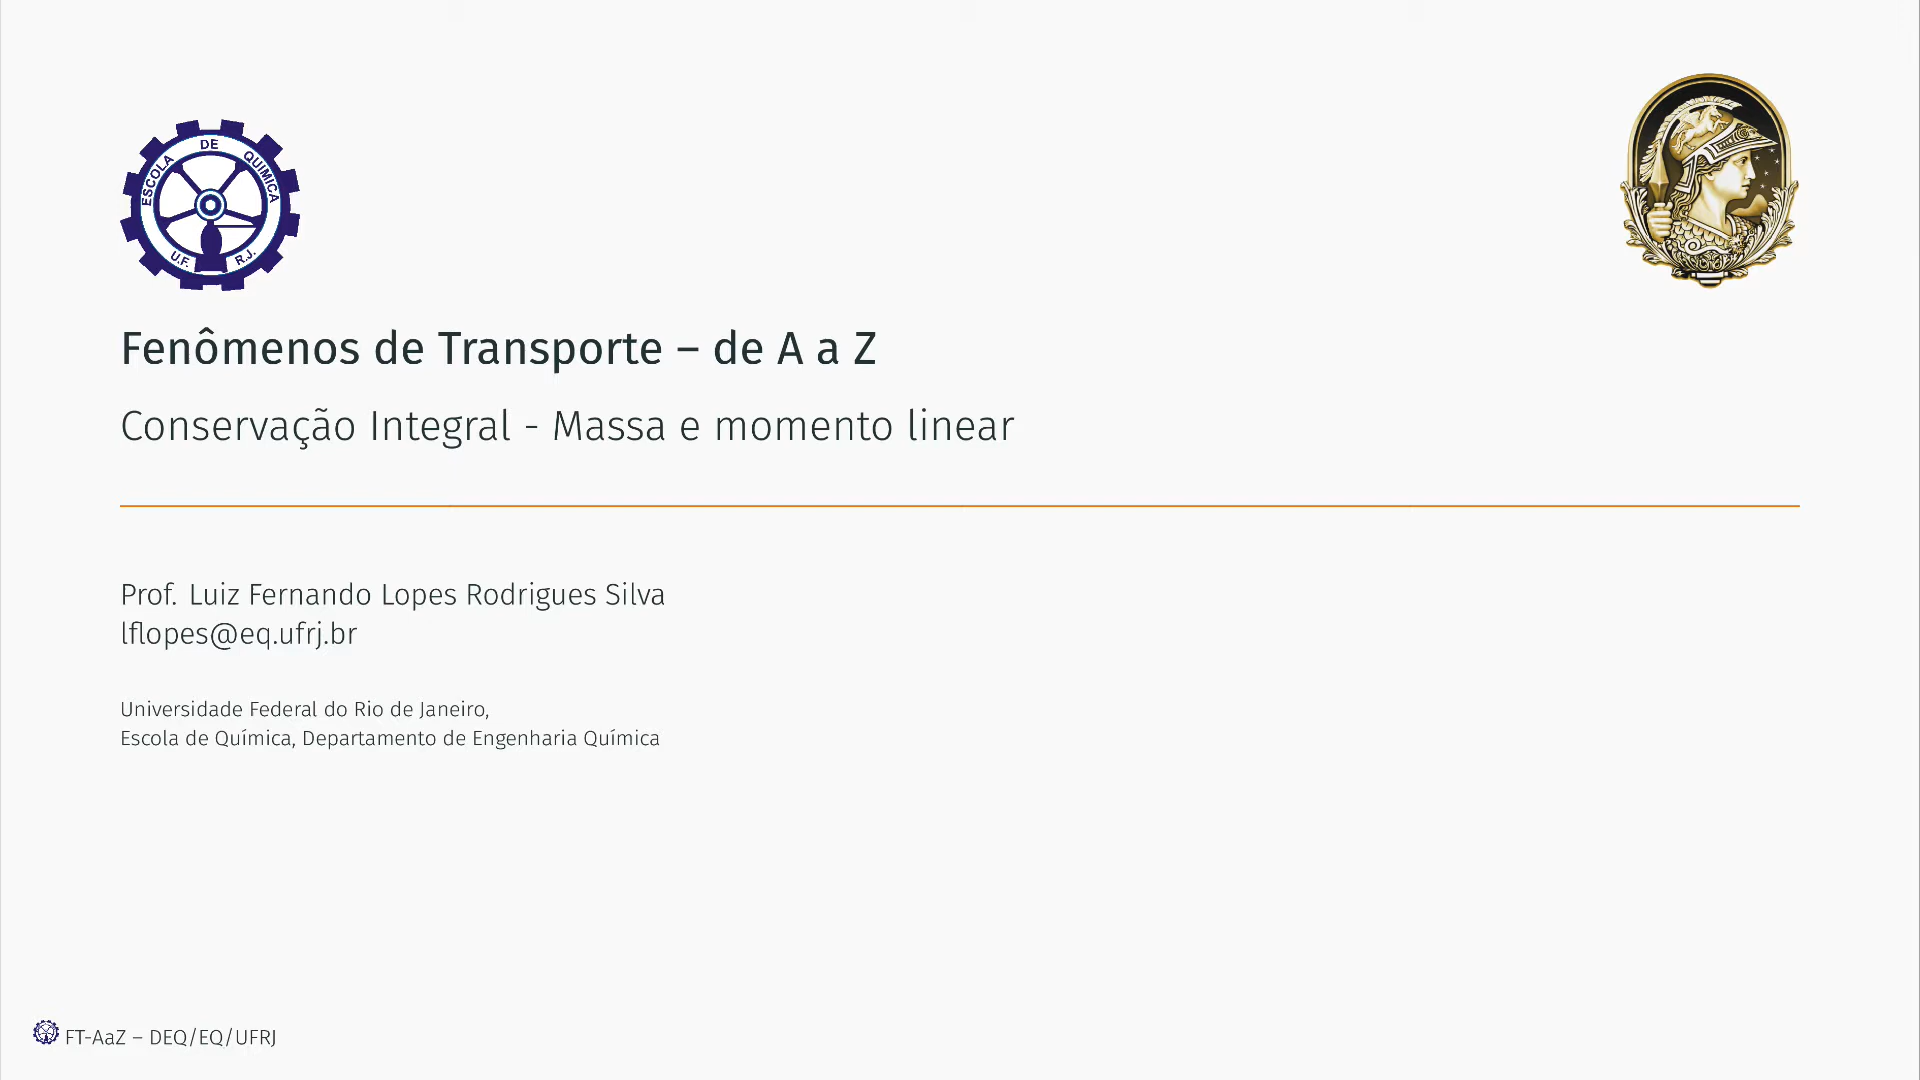 ESCOLA DE QUIMICA
U.F. R.J.
Fenômenos de Transporte – de A a Z
Conservação Integral - Massa e momento linear
Prof. Luiz Fernando Lopes Rodrigues Silva
lflopes@eq.ufrj.br
Universidade Federal do Rio de Janeiro,
Escola de Química, Departamento de Engenharia Química
FT-AaZ – DEQ/EQ/UFRJ